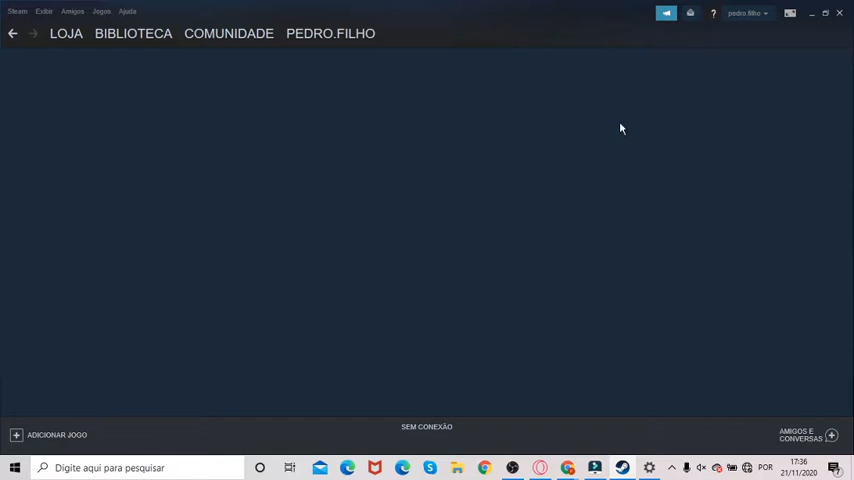 Steam Exibir Amigos Jogos Ajuda
pedro.filho
LOJA BIBLIOTECA COMUNIDADE PEDRO.FILHO
SEM CONEXÃO
ADICIONAR JOGO
AMIGOS E
CONVERSAS
Digite aqui para pesquisar
POR
17:36
21/11/2020
7